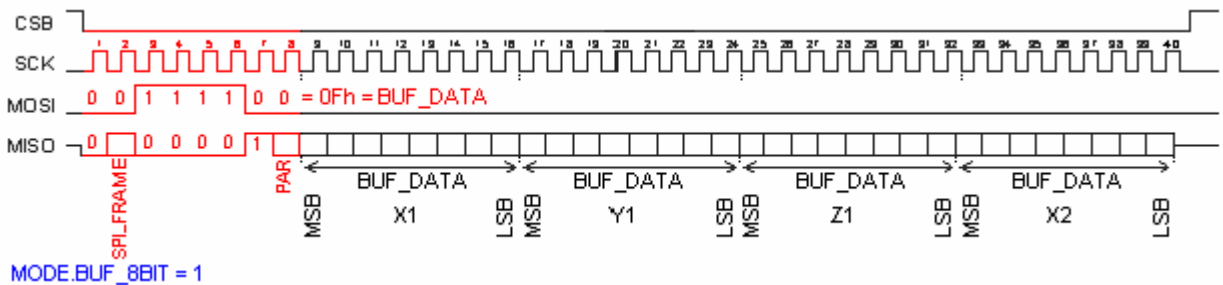 CSB
1 2 3 4 5 6 7 8 9 10 11 12 13 14 15 16 17 18 19 20 21 22 23 24 25 26 27 28 29 30 31 32 33 34 35 36 37 38 39 40
SCK
MOSI 0 0 1 1 1 1 0 0 = 0Fh = BUF_DATA
MISO 0 0 0 0 0 1
SPI_FRAME
PAR
BUF_DATA BUF_DATA BUF_DATA BUF_DATA
MSB X1 LSB MSB Y1 LSB MSB Z1 LSB MSB X2 LSB
MODE.BUF_8BIT = 1